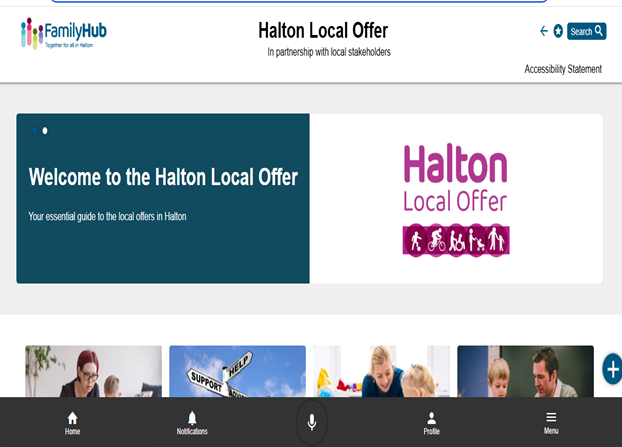 FamilyHub
Together for all in Halton
Halton Local Offer
In partnership with local stakeholders
Search
Accessibility Statement
Welcome to the Halton Local Offer
Your essential guide to the local offers in Halton
Halton
Local Offer
HELP
SUPPORT
Home
Notifications
Profile
Menu